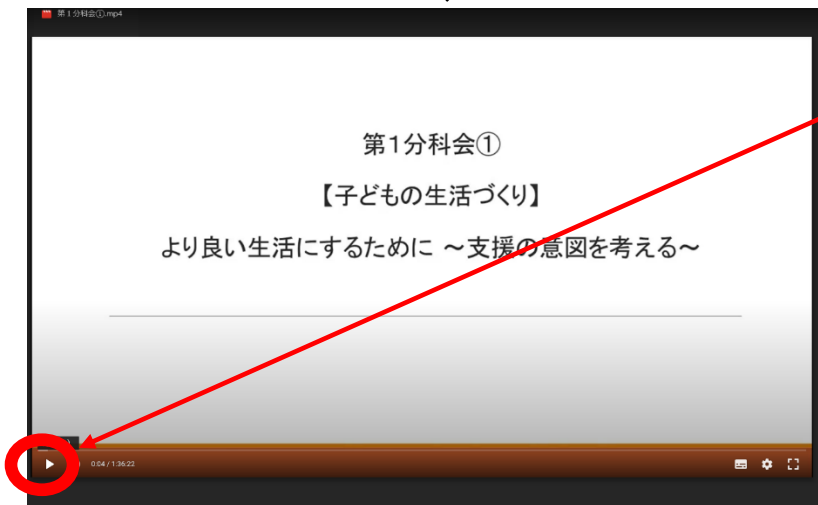 第1分科会①.mp4
第1分科会①
【子どもの生活づくり】
より良い生活にするために ～支援の意図を考える～
0:04 / 1:36:22